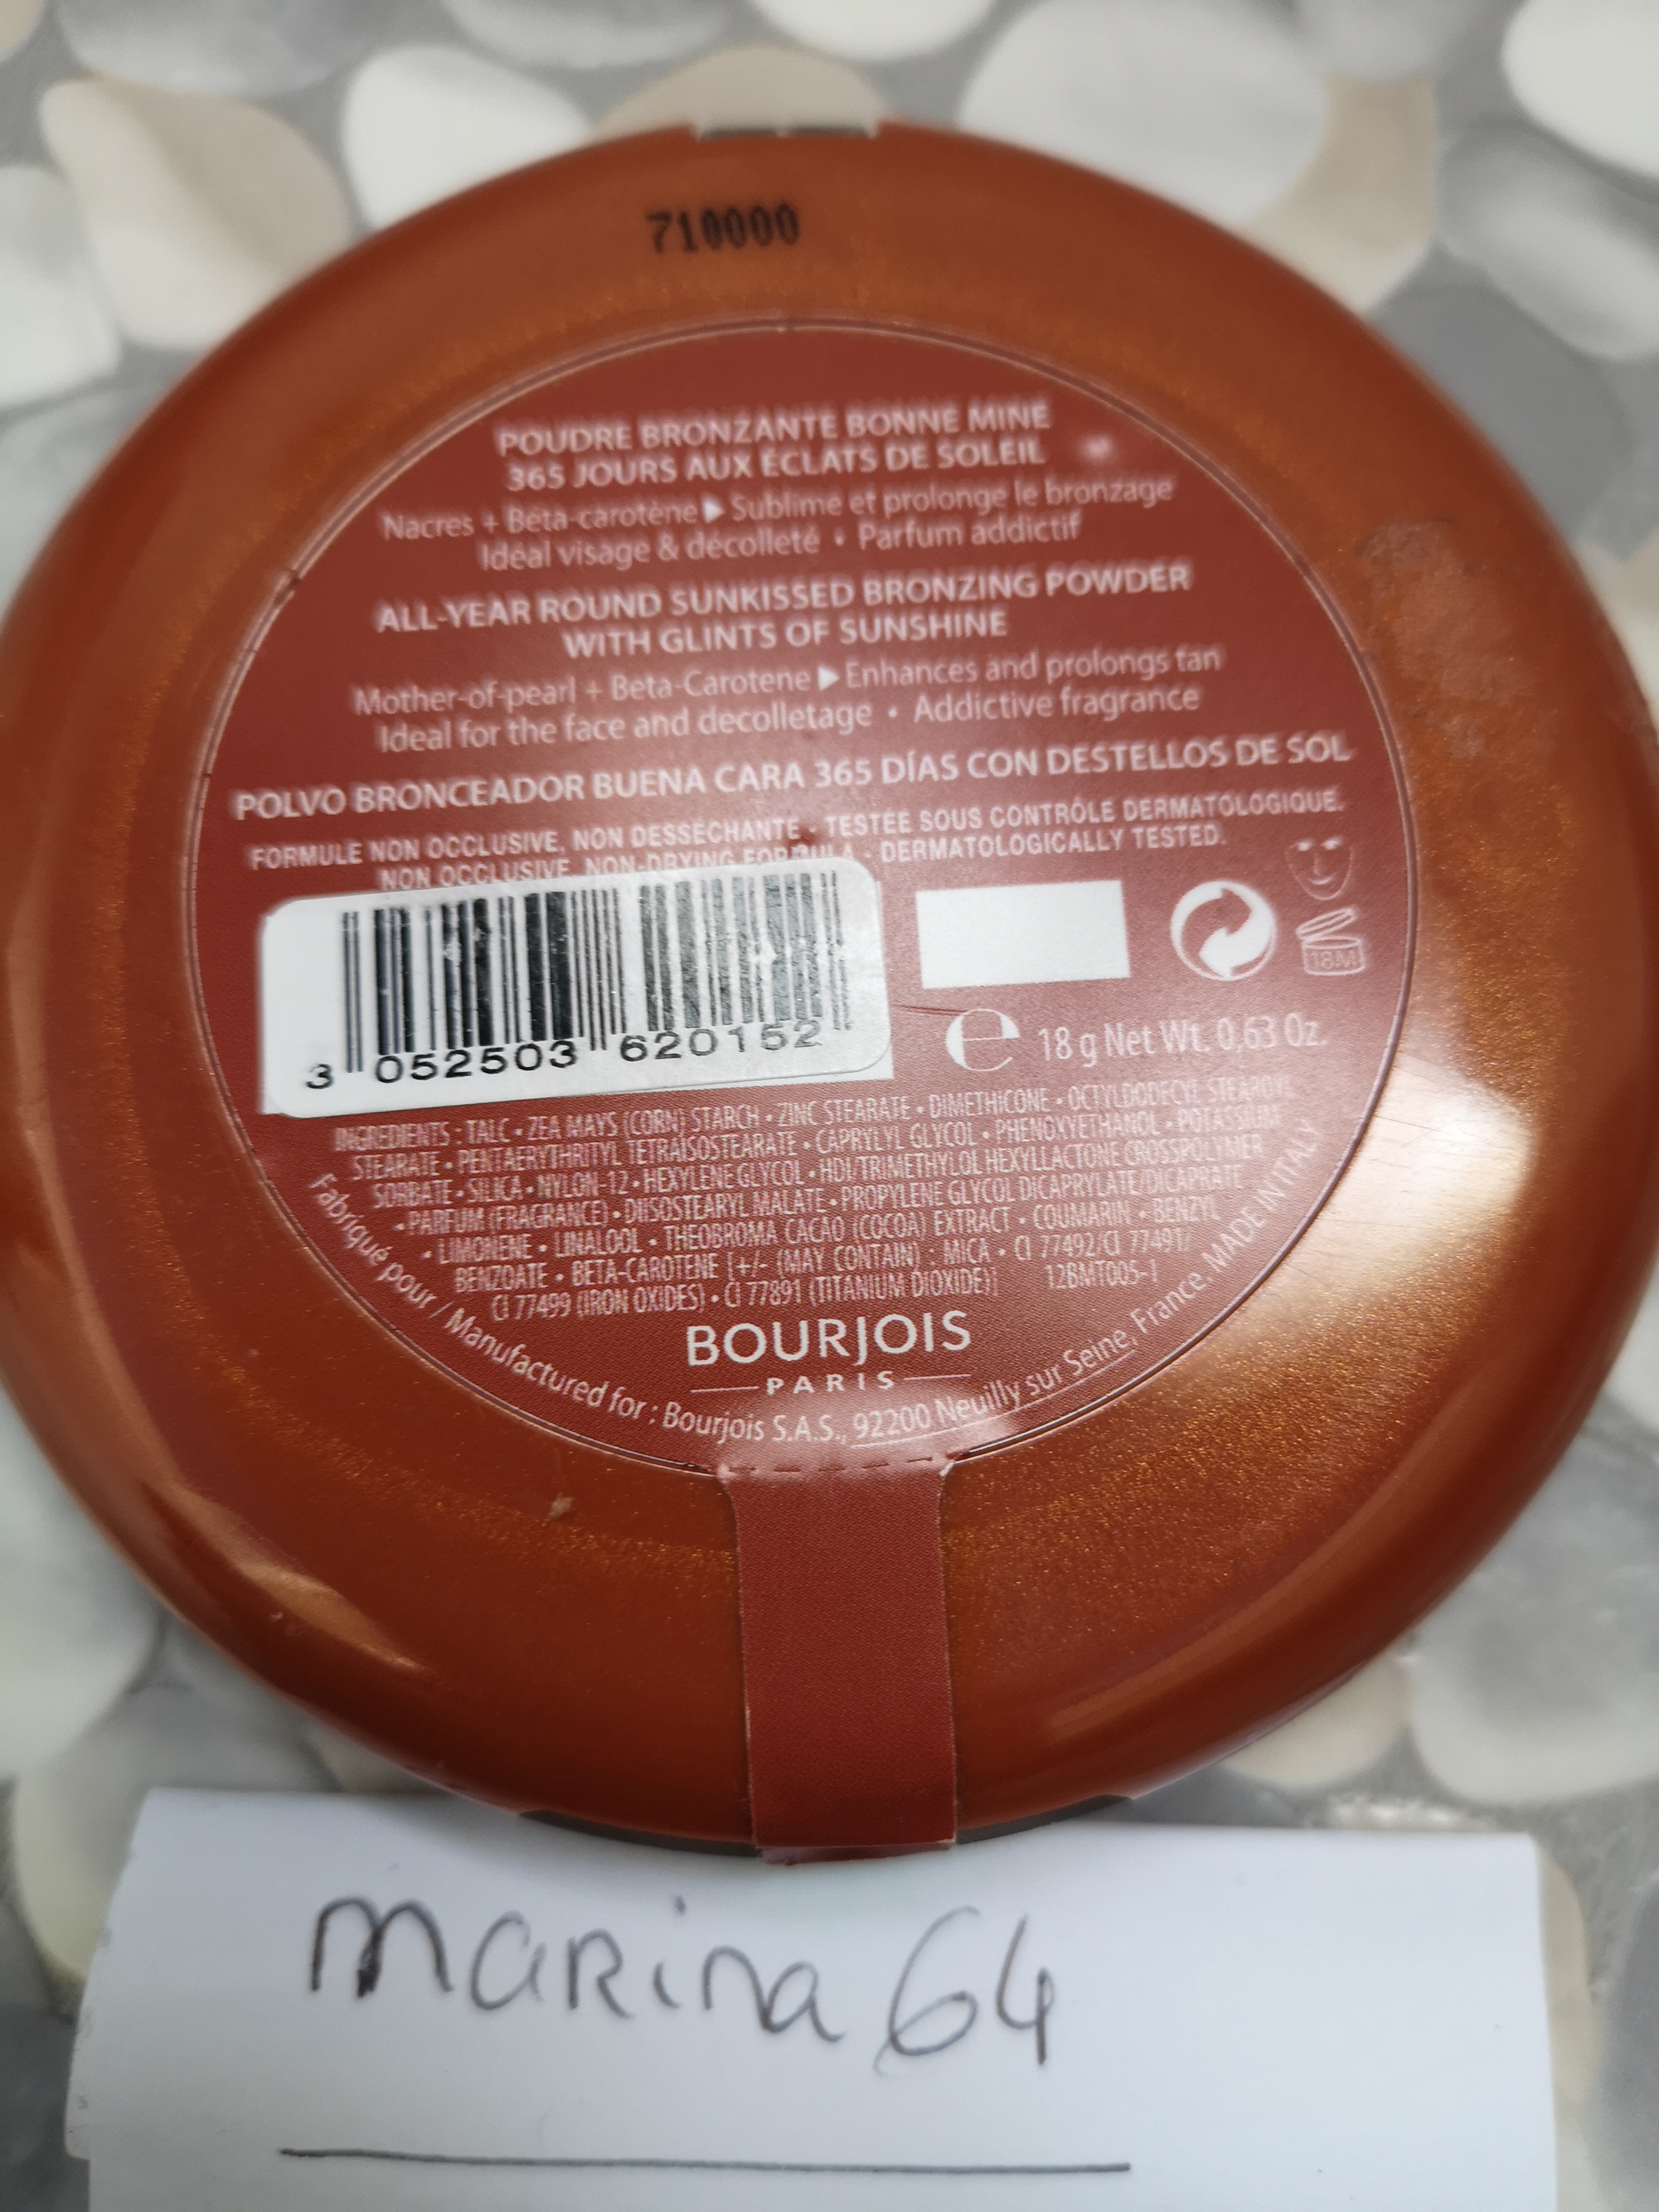 710000
POUDRE BRONZANTE BONNE MINE
365 JOURS AUX ÉCLATS DE SOLEIL
Nacres + Bêta-carotène ▶ Sublime et prolonge le bronzage
Idéal visage & décolleté • Parfum addictif
ALL-YEAR ROUND SUNKISSED BRONZING POWDER
WITH GLINTS OF SUNSHINE
Mother-of-pearl + Beta-Carotene ▶ Enhances and prolongs tan
Ideal for the face and decolletage • Addictive fragrance
POLVO BRONCEADOR BUENA CARA 365 DÍAS CON DESTELLOS DE SOL
FORMULE NON OCCLUSIVE, NON DESSÉCHANTE. TESTÉE SOUS CONTRÔLE DERMATOLOGIQUE.
NON OCCLUSIVE, NON-DRYING FORMULA. DERMATOLOGICALLY TESTED.
3 052503 620152
18M
e 18 g Net Wt. 0,63 Oz.
INGREDIENTS : TALC • ZEA MAYS (CORN) STARCH • ZINC STEARATE • DIMETHICONE • OCTYLDODECYL STEAROYL
STEARATE • PENTAERYTHRITYL TETRAISOSTEARATE • CAPRYLYL GLYCOL • PHENOXYETHANOL • POTASSIUM
SORBATE • SILICA • NYLON-12 • HEXYLENE GLYCOL • HDI/TRIMETHYLOL HEXYLLACTONE CROSSPOLYMER
• PARFUM (FRAGRANCE) • DIISOSTEARYL MALATE • PROPYLENE GLYCOL DICAPRYLATE/DICAPRATE
• LIMONENE • LINALOOL • THEOBROMA CACAO (COCOA) EXTRACT • COUMARIN • BENZYL
BENZOATE • BETA-CAROTENE [+/- (MAY CONTAIN) : MICA • CI 77492/CI 77491/
CI 77499 (IRON OXIDES) • CI 77891 (TITANIUM DIOXIDE)] 12BMT005-1
BOURJOIS
PARIS
Fabriqué pour / Manufactured for : Bourjois S.A.S., 92200 Neuilly sur Seine, France. MADE IN ITALY
marina 64